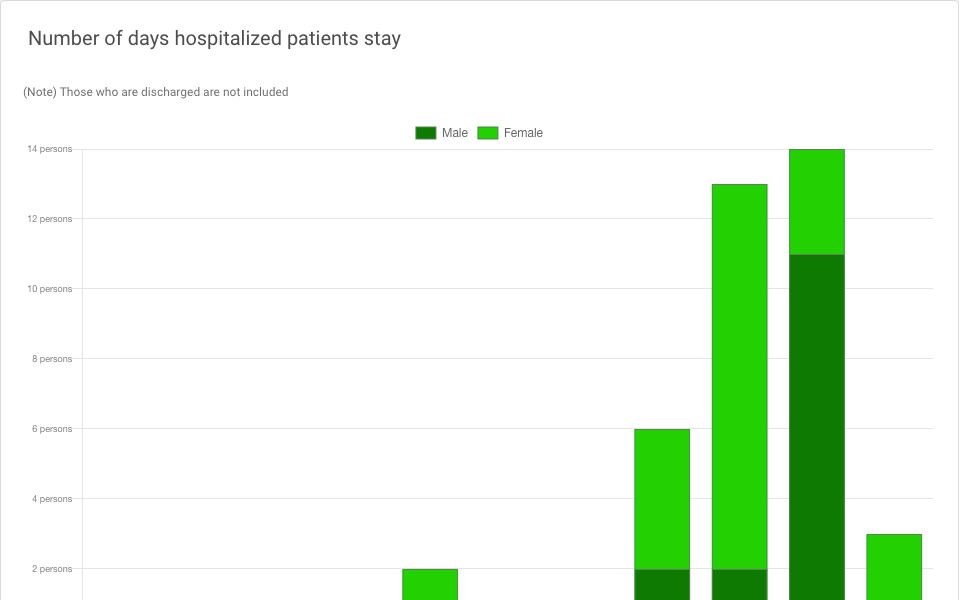 Number of days hospitalized patients stay
(Note) Those who are discharged are not included
Male Female
14 persons
12 persons
10 persons
8 persons
6 persons
4 persons
2 persons